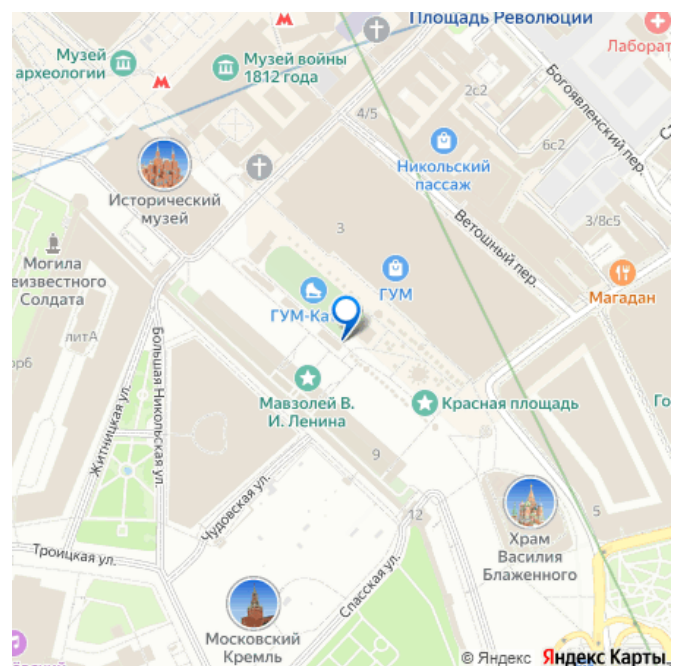 Площадь Революции
Лаборат
Музей
археологии
Музей войны
1812 года
Богоявленский пер.
2с2
4/5
6с2
Никольский
пассаж
Исторический
музей
3
Ветошный пер.
3/8с5
Могила
еизвестного
Солдата
ГУМ
Магадан
ГУМ-Ка
литА
Большая Никольская ул.
Житницкая ул.
Мавзолей В.
И. Ленина
Красная площадь
Го
9
Чудовская ул.
12
5
Храм
Василия
Блаженного
Троицкая ул.
Спасская ул.
Московский
Кремль
© Яндекс Яндекс Карты